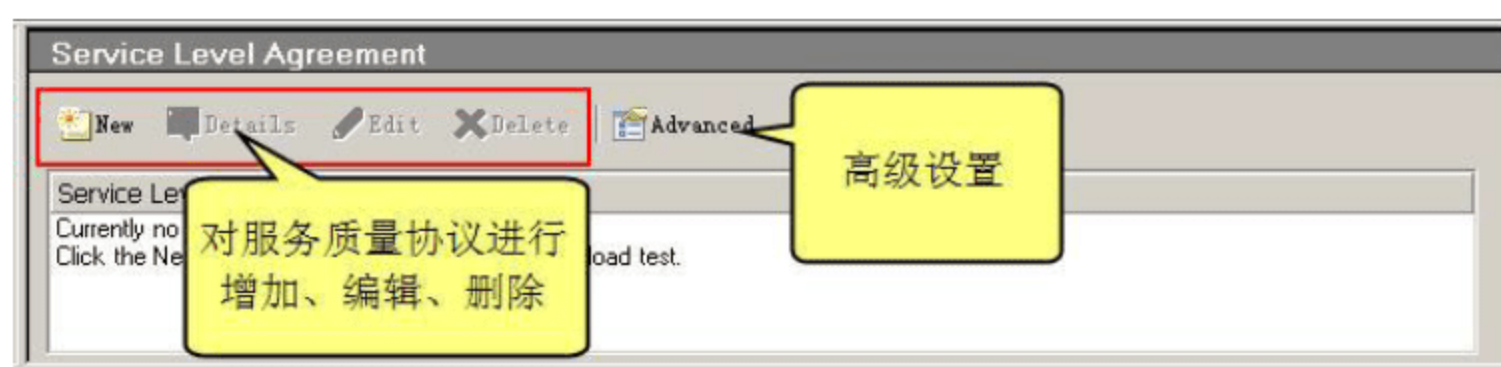 Service Level Agreement
New Details Edit Delete Advanced
高级设置
Service Lev
对服务质量协议进行
增加、编辑、删除
Currently no
Click the Ne load test.